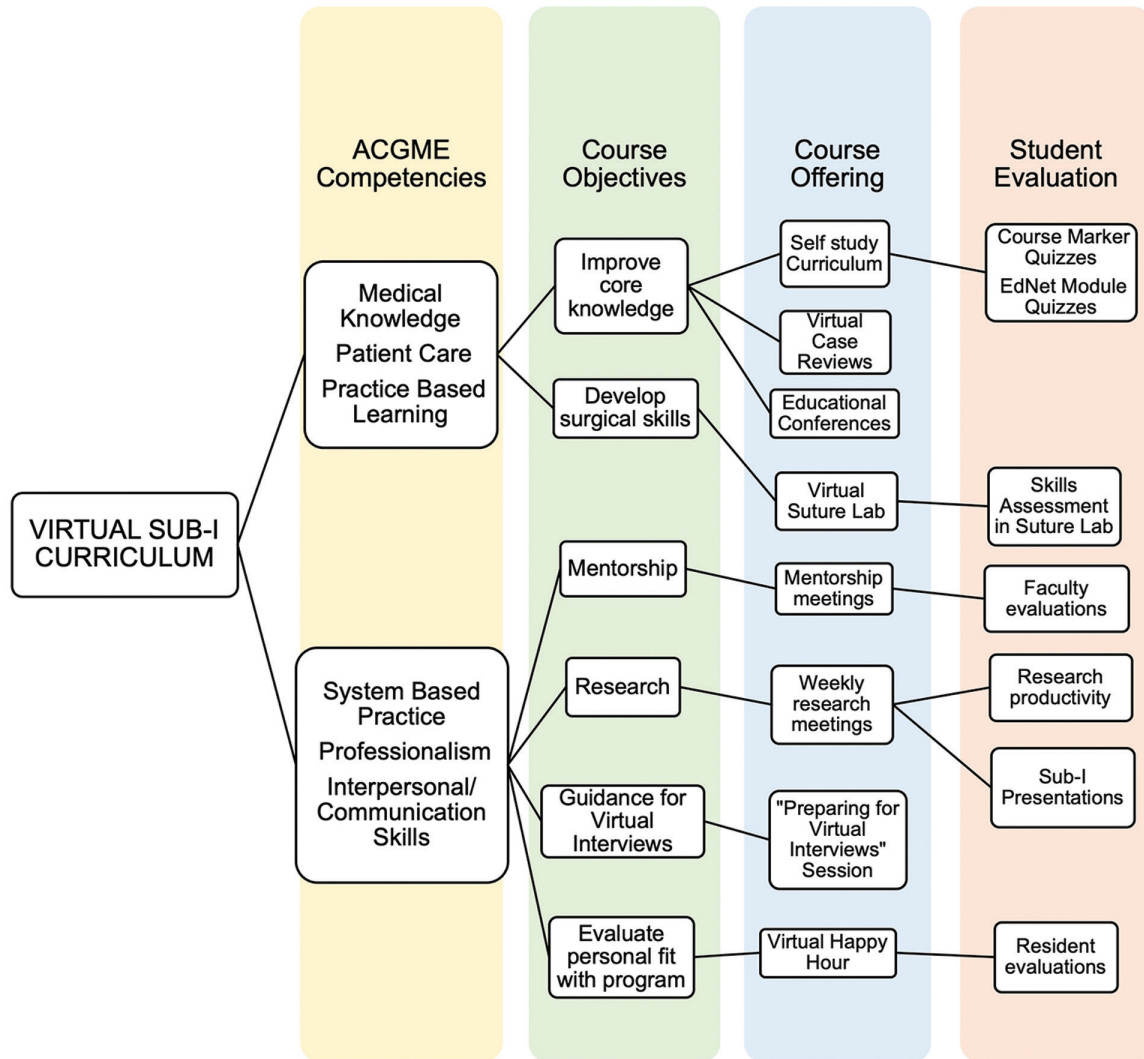 ACGME
Competencies
Course
Objectives
Course
Offering
Student
Evaluation
VIRTUAL SUB-I
CURRICULUM
Medical
Knowledge
Patient Care
Practice Based
Learning
System Based
Practice
Professionalism
Interpersonal/
Communication
Skills
Improve
core
knowledge
Develop
surgical skills
Mentorship
Research
Guidance for
Virtual
Interviews
Evaluate
personal fit
with program
Self study
Curriculum
Virtual
Case
Reviews
Educational
Conferences
Virtual
Suture Lab
Mentorship
meetings
Weekly
research
meetings
"Preparing for
Virtual
Interviews"
Session
Virtual Happy
Hour
Course Marker
Quizzes
EdNet Module
Quizzes
Skills
Assessment
in Suture Lab
Faculty
evaluations
Research
productivity
Sub-I
Presentations
Resident
evaluations